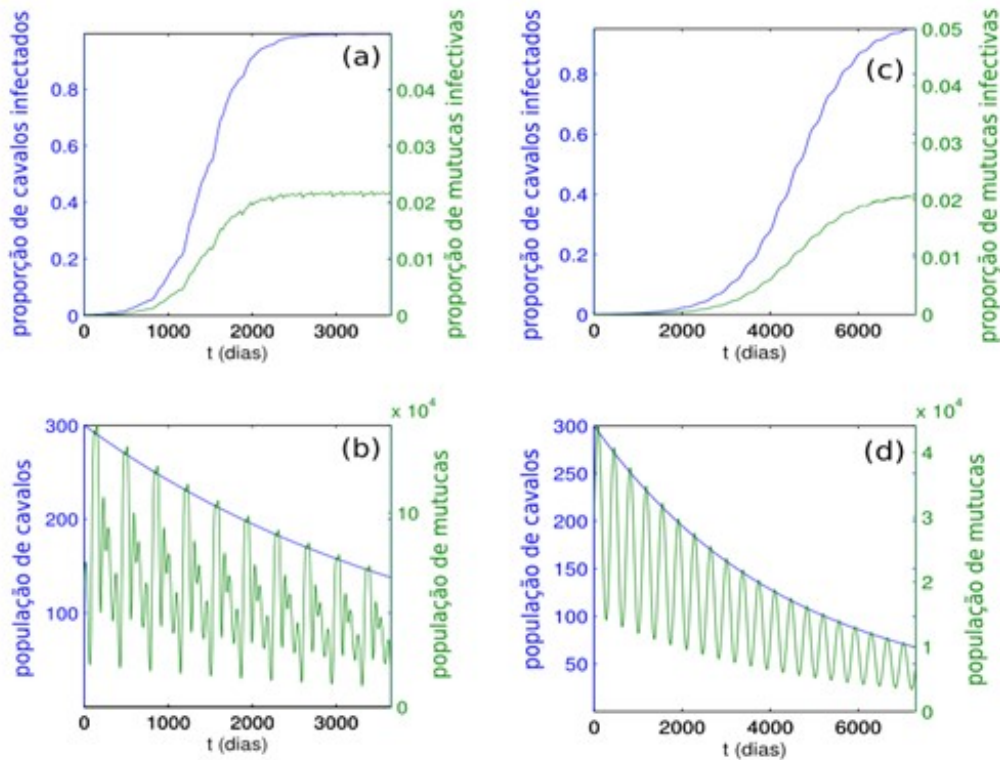 proporção de cavalos infectados
0.8
0.6
0.4
0.2
0
(a)
0.04
0.03
0.02
0.01
0
proporção de mutucas infectivas
0 1000 2000 3000
t (dias)
proporção de cavalos infectados
0.8
0.6
0.4
0.2
0
(c)
0.05
0.04
0.03
0.02
0.01
0
proporção de mutucas infectivas
0 2000 4000 6000
t (dias)
população de cavalos
300
200
100
(b)
x 10^4
10
5
0
população de mutucas
0 1000 2000 3000
t (dias)
população de cavalos
300
250
200
150
100
50
(d)
x 10^4
4
3
2
1
0
população de mutucas
0 2000 4000 6000
t (dias)